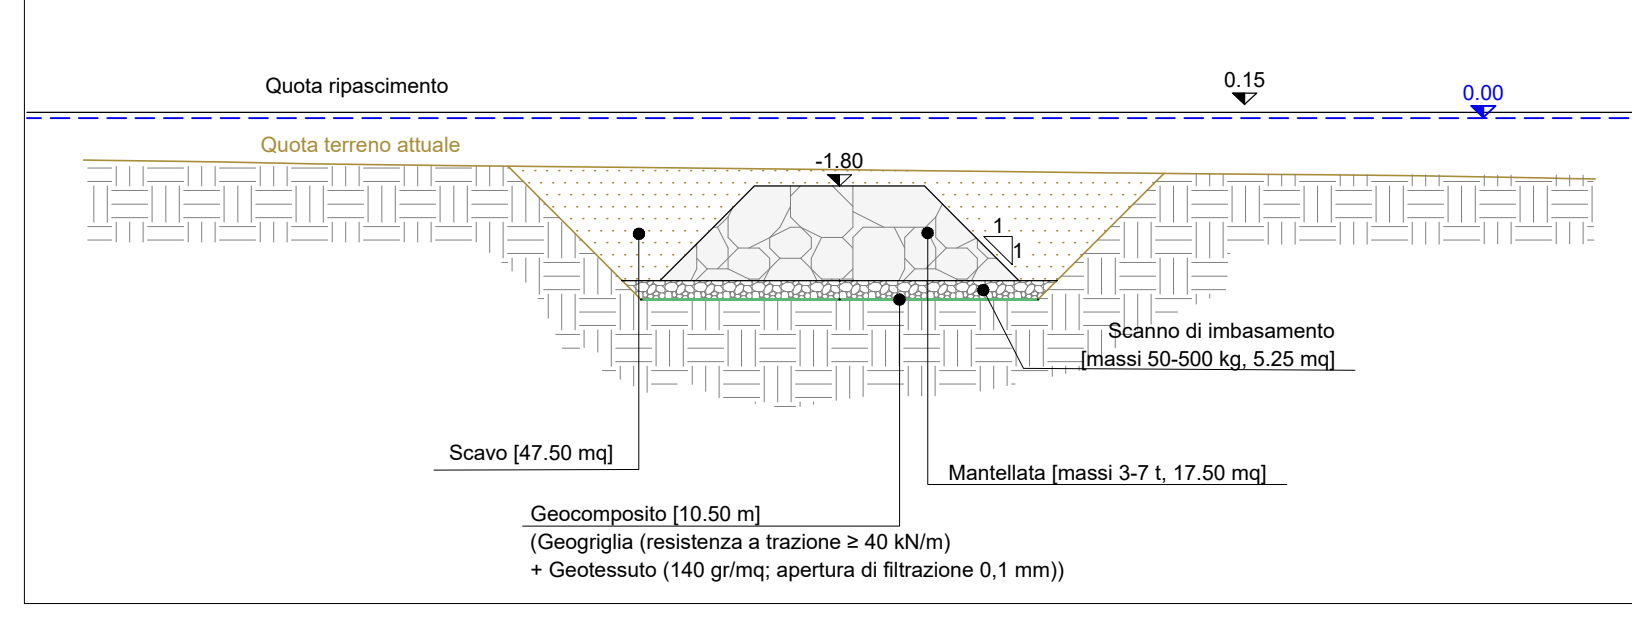 Quota ripascimento
0.15
0.00
Quota terreno attuale
-1.80
1
1
Scanno di imbasamento
[massi 50-500 kg, 5.25 mq]
Scavo [47.50 mq]
Mantellata [massi 3-7 t, 17.50 mq]
Geocomposito [10.50 m]
(Geogriglia (resistenza a trazione ≥ 40 kN/m)
+ Geotessuto (140 gr/mq; apertura di filtrazione 0,1 mm))